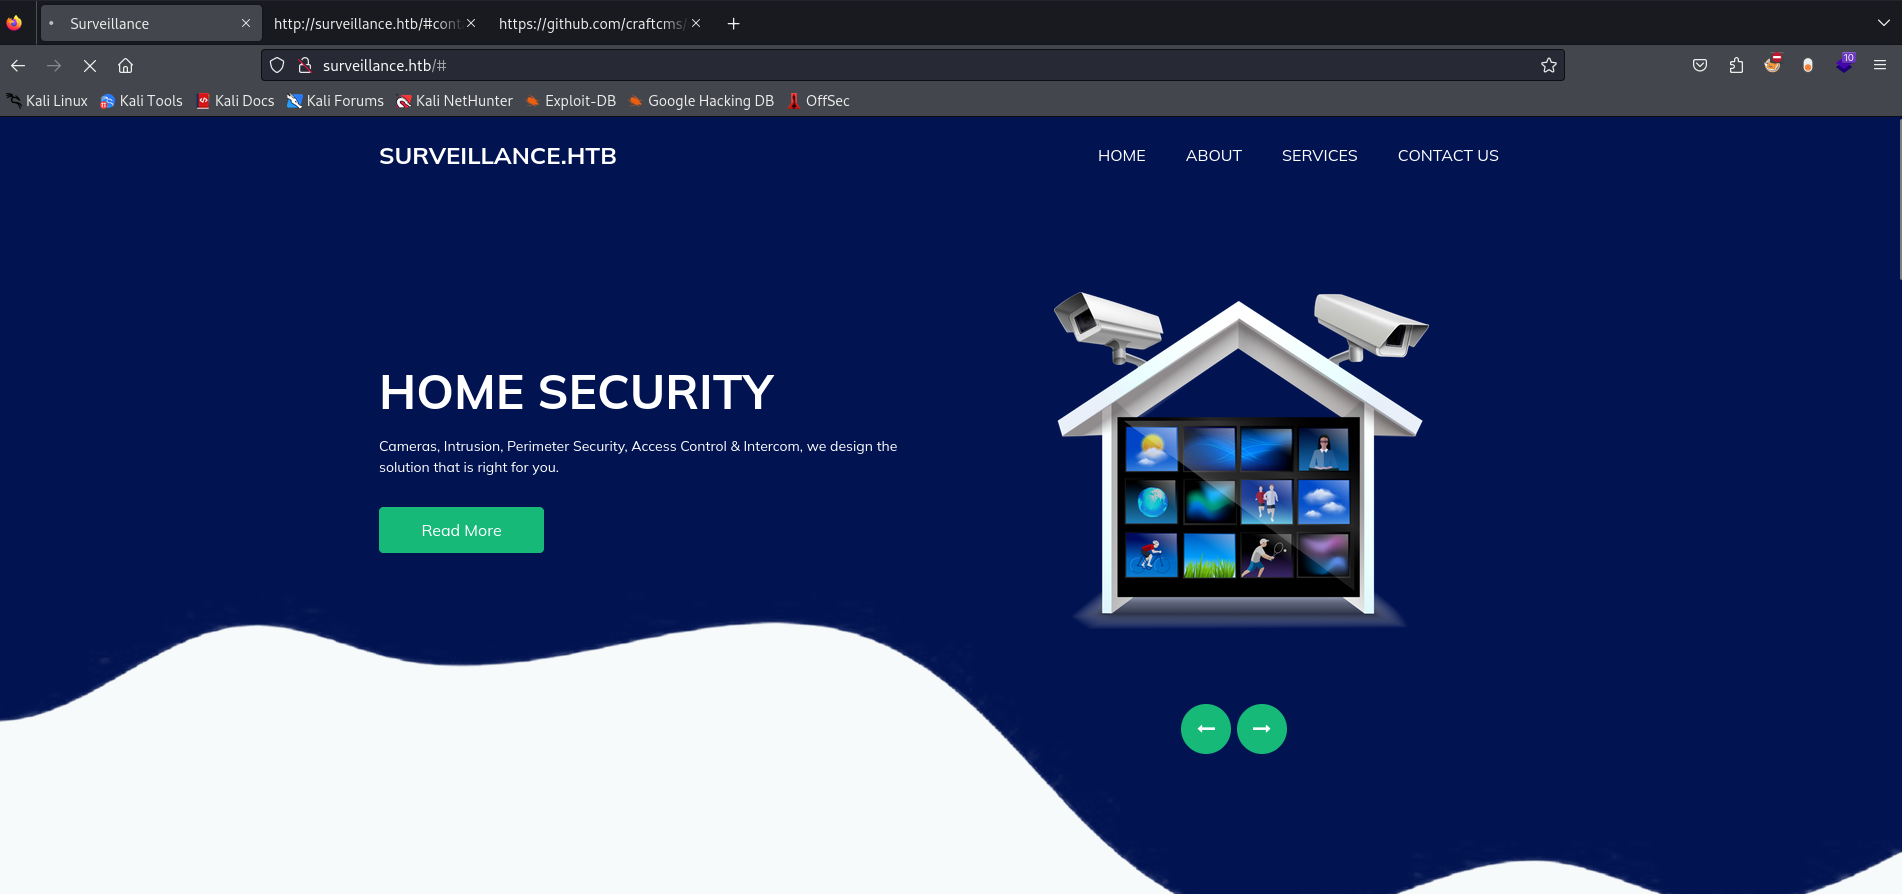 Surveillance
http://surveillance.htb/#cont
https://github.com/craftcms/
surveillance.htb/#
10
Kali Linux
Kali Tools
Kali Docs
Kali Forums
Kali NetHunter
Exploit-DB
Google Hacking DB
OffSec
SURVEILLANCE.HTB
HOME
ABOUT
SERVICES
CONTACT US
HOME SECURITY
Cameras, Intrusion, Perimeter Security, Access Control & Intercom, we design the
solution that is right for you.
Read More